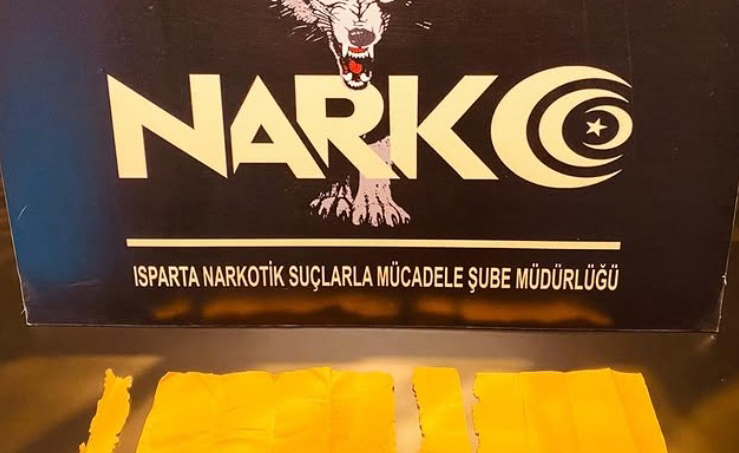 NARKO
ISPARTA NARKOTİK SUÇLARLA MÜCADELE ŞUBE MÜDÜRLÜĞÜ